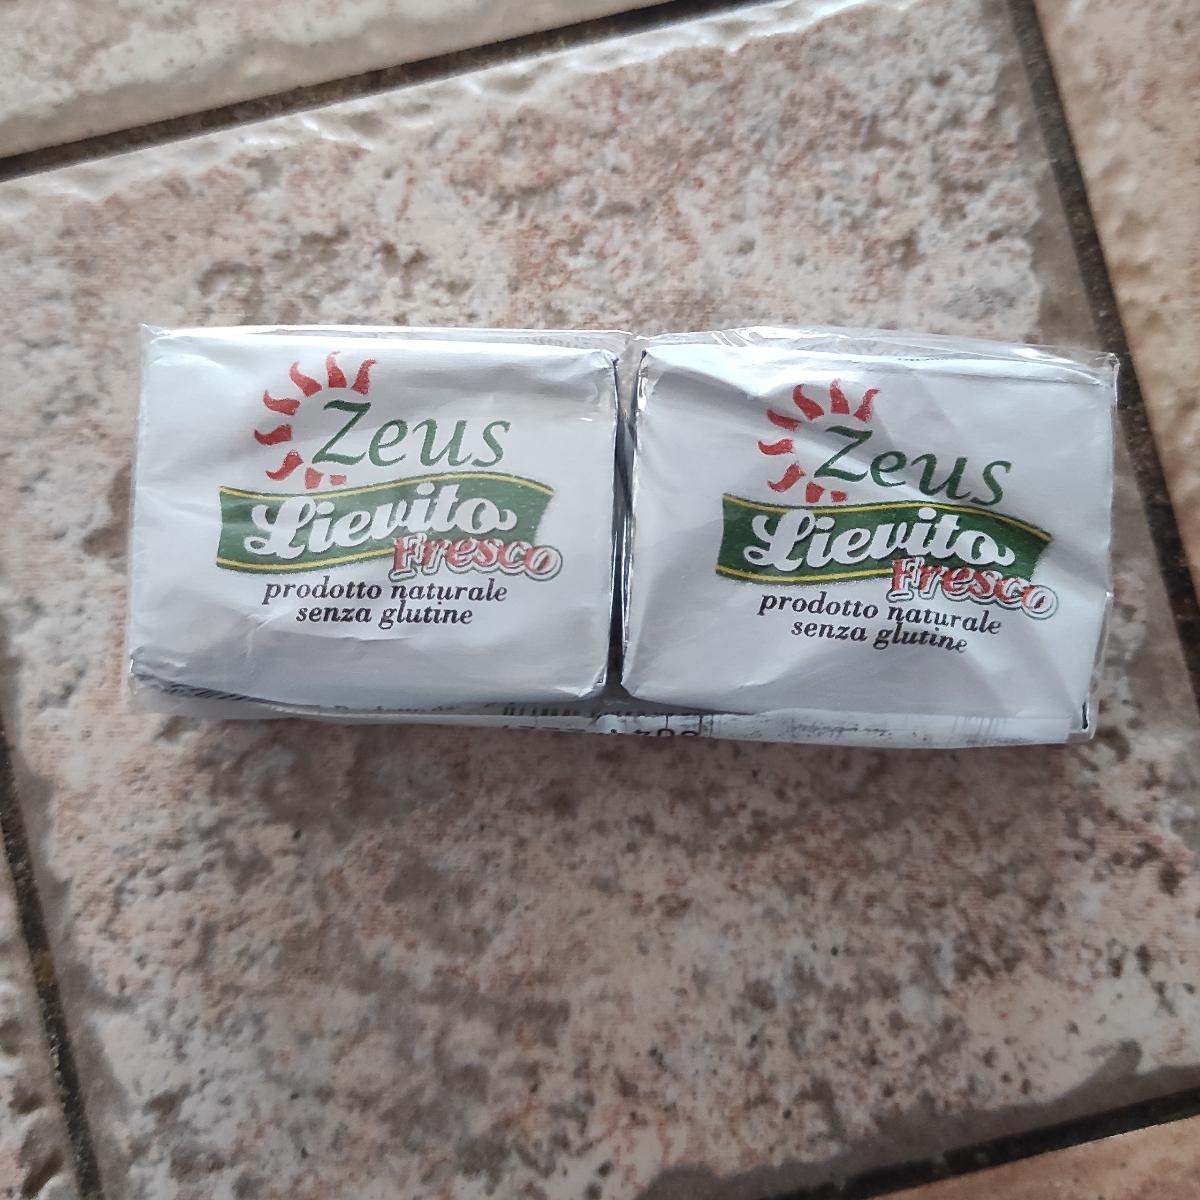 Zeus
Lievito
Fresco
prodotto naturale
senza glutine
Zeus
Lievito
Fresco
prodotto naturale
senza glutine